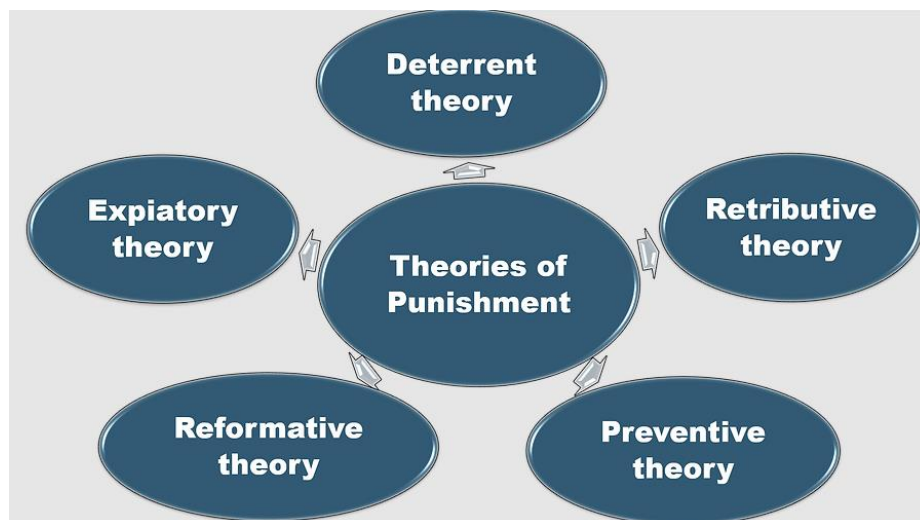 Deterrent
theory
Expiatory
theory
Retributive
theory
Theories of
Punishment
Reformative
theory
Preventive
theory